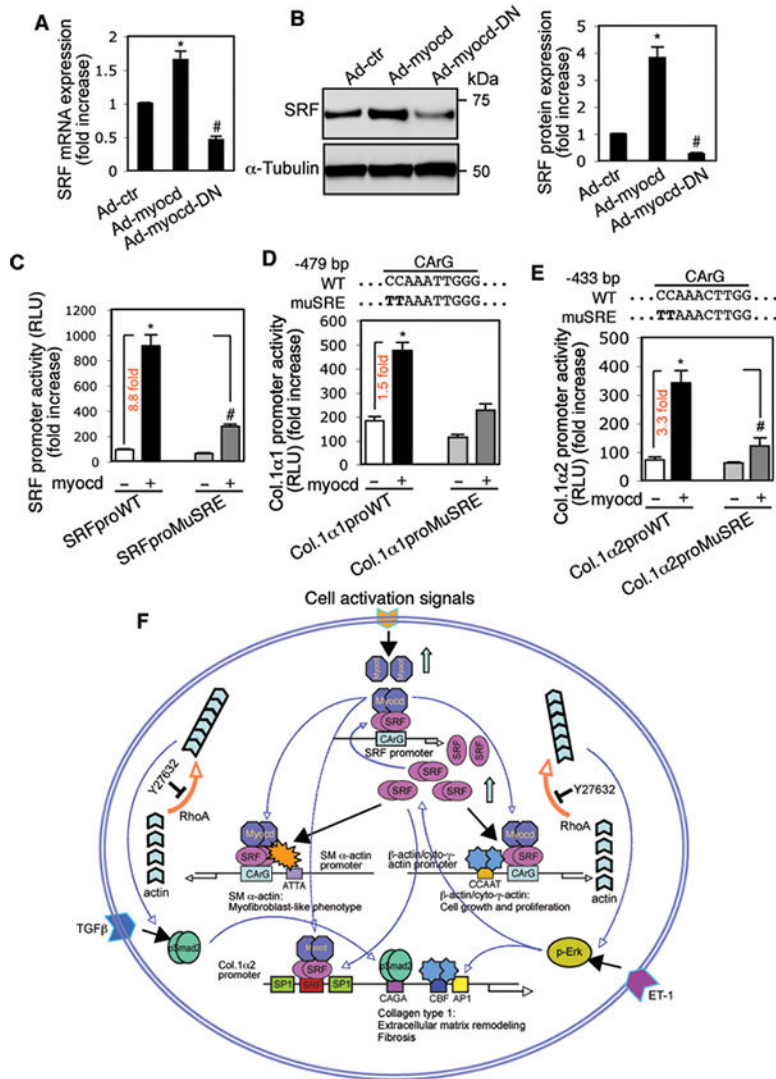 A
SRF mRNA expression
(fold increase)
2
1.5
1
0.5
0
*
#
Ad-ctr
Ad-myocd
Ad-myocd-DN
B
Ad-ctr
Ad-myocd
Ad-myocd-DN
kDa
SRF
75
α-Tubulin
50
SRF protein expression
(fold increase)
5
4
3
2
1
0
*
#
Ad-ctr
Ad-myocd
Ad-myocd-DN
C
SRF promoter activity (RLU)
(fold increase)
1000
800
600
400
200
0
8.8 fold
*
#
myocd – + – +
SRFproWT
SRFproMuSRE
D
-479 bp
CArG
WT ...CCAAATTGGG...
muSRE ...TTAAATTGGG...
Col.1α1 promoter activity
(RLU) (fold increase)
600
500
400
300
200
100
0
1.5 fold
*
myocd – + – +
Col.1α1proWT
Col.1α1proMuSRE
E
-433 bp
CArG
WT ...CCAAACTTGG...
muSRE ...TTAAACTTGG...
Col.1α2 promoter activity
(RLU) (fold increase)
500
400
300
200
100
0
3.3 fold
*
#
myocd – + – +
Col.1α2proWT
Col.1α2proMuSRE
F
Cell activation signals
Myocd
Myocd
Myocd
SRF
CArG
SRF promoter
SRF
SRF
SRF
SRF
SRF
Y27632
RhoA
actin
Y27632
RhoA
actin
Myocd
SRF
CArG
ATTA
SM α-actin
promoter
SM α-actin:
Myofibroblast-like phenotype
β-actin/cyto-γ-
actin promoter
CCAAT
Myocd
SRF
CArG
β-actin/cyto-γ-actin:
Cell growth and proliferation
TGFβ
pSmad2
p-Erk
ET-1
Col.1α2
promoter
Myocd
SRF
SP1
SRF
SP1
pSmad2
CAGA
CBF
AP1
Collagen type 1:
Extracellular matrix remodeling
Fibrosis